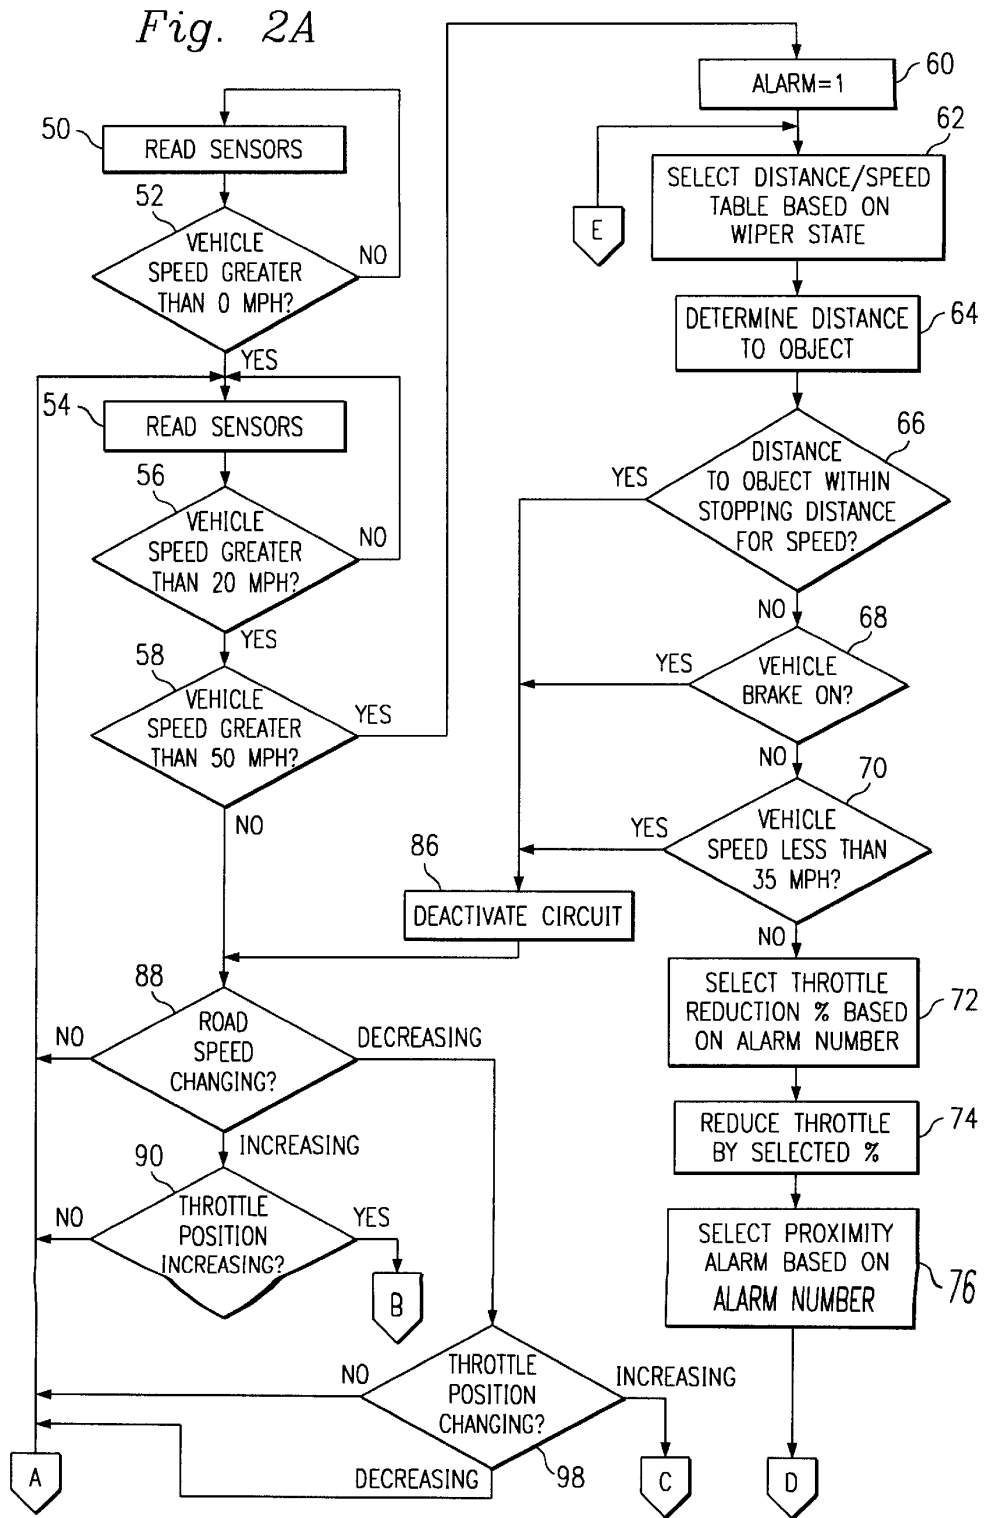 Fig. 2A
50
READ SENSORS
52
VEHICLE
SPEED GREATER
THAN 0 MPH?
NO
YES
54
READ SENSORS
56
VEHICLE
SPEED GREATER
THAN 20 MPH?
NO
YES
58
VEHICLE
SPEED GREATER
THAN 50 MPH?
YES
NO
60
ALARM=1
62
SELECT DISTANCE/SPEED
TABLE BASED ON
WIPER STATE
E
64
DETERMINE DISTANCE
TO OBJECT
66
DISTANCE
TO OBJECT WITHIN
STOPPING DISTANCE
FOR SPEED?
YES
NO
68
VEHICLE
BRAKE ON?
YES
NO
70
VEHICLE
SPEED LESS THAN
35 MPH?
YES
NO
86
DEACTIVATE CIRCUIT
72
SELECT THROTTLE
REDUCTION % BASED
ON ALARM NUMBER
74
REDUCE THROTTLE
BY SELECTED %
76
SELECT PROXIMITY
ALARM BASED ON
ALARM NUMBER
88
ROAD
SPEED
CHANGING?
NO
DECREASING
INCREASING
90
THROTTLE
POSITION
INCREASING?
NO
YES
B
98
THROTTLE
POSITION
CHANGING?
NO
INCREASING
DECREASING
A
C
D